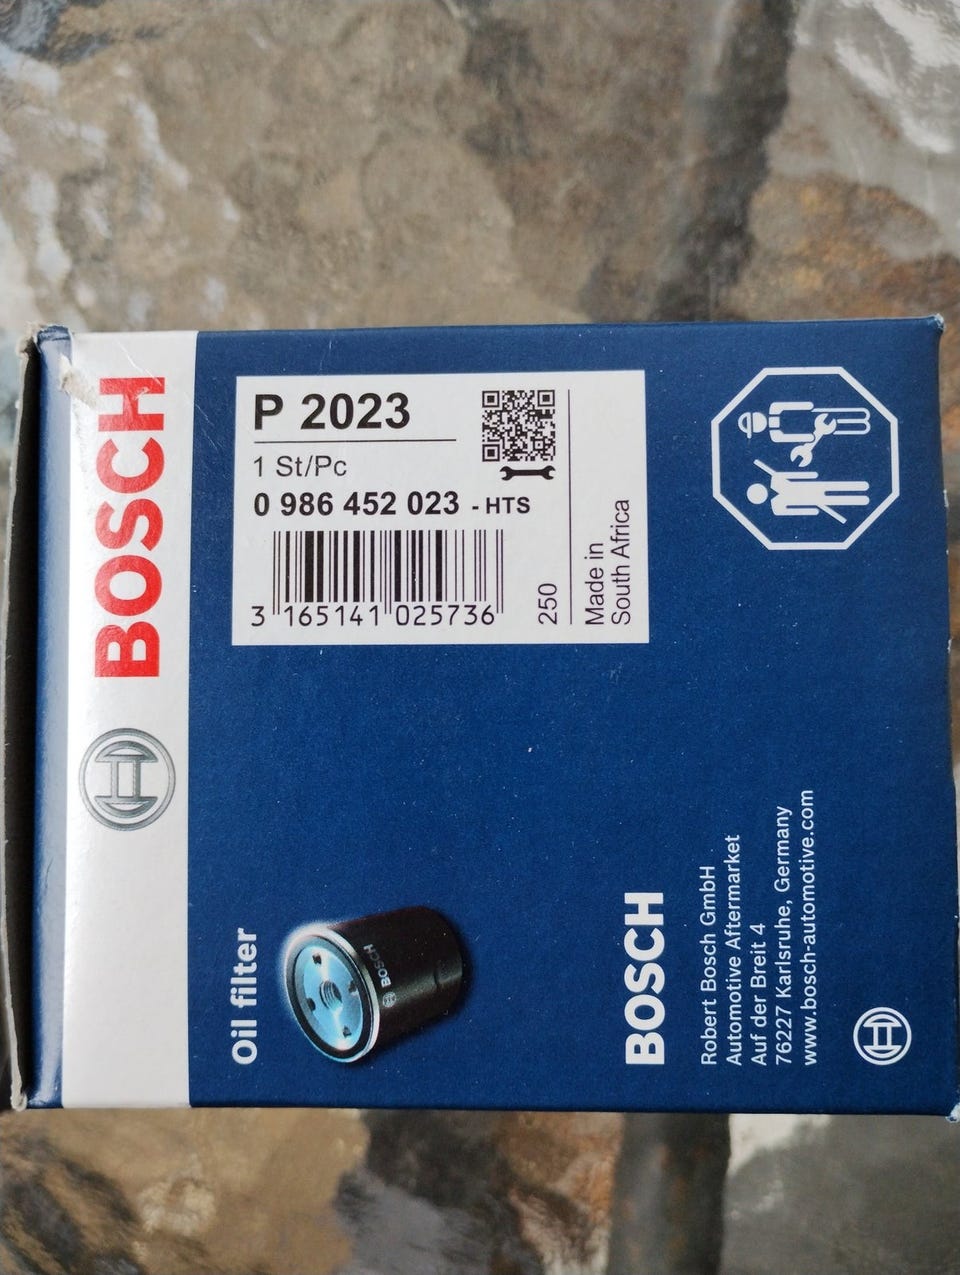 BOSCH
P 2023
1 St/Pc
0 986 452 023 - HTS
3 165141 025736
250
Made in
South Africa
Oil filter
BOSCH
BOSCH
Robert Bosch GmbH
Automotive Aftermarket
Auf der Breit 4
76227 Karlsruhe, Germany
www.bosch-automotive.com